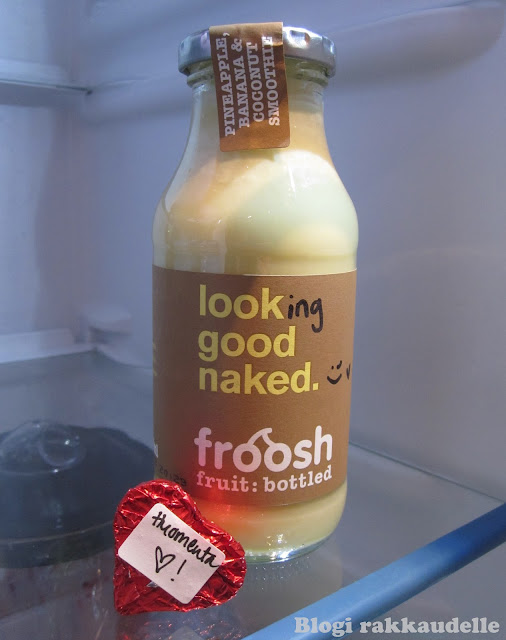 PINEAPPLE,
BANANA &
COCONUT
SMOOTHIE
looking
good
naked.
froosh
fruit: bottled
Huomenta
!
Blogi rakkaudelle